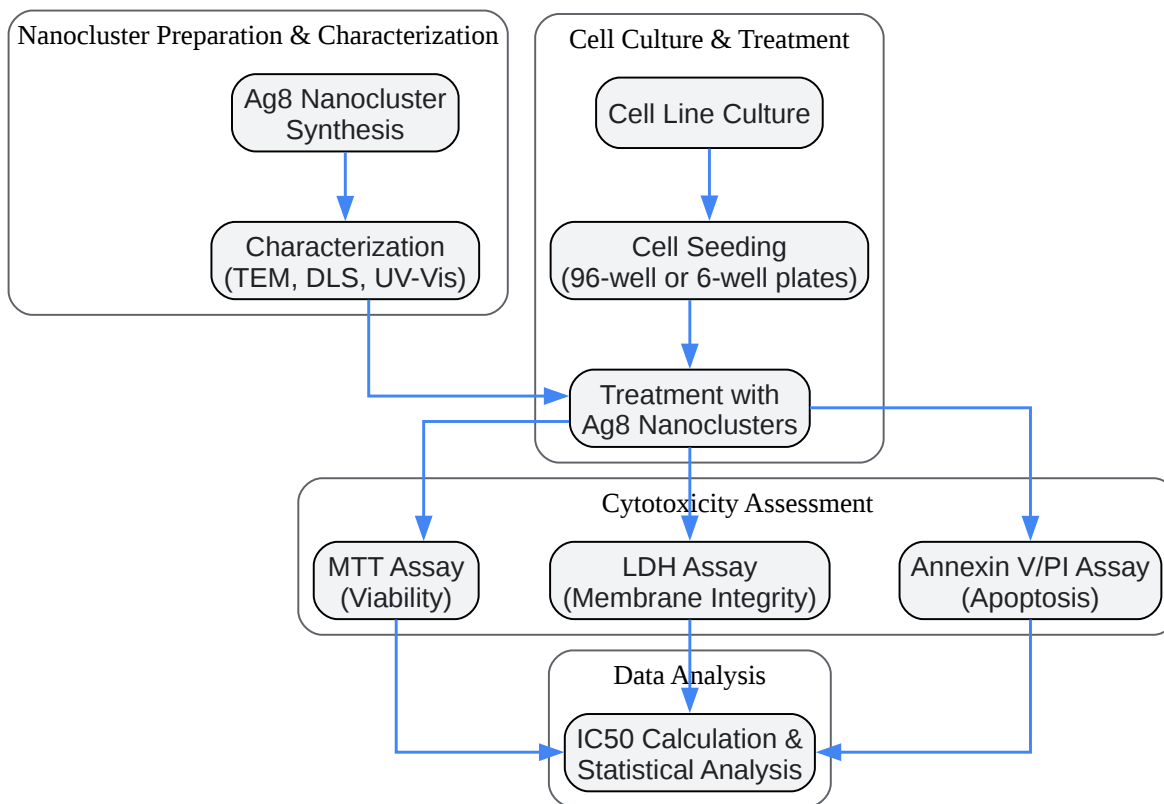 Nanocluster Preparation & Characterization
Ag8 Nanocluster
Synthesis
Characterization
(TEM, DLS, UV-Vis)
Cell Culture & Treatment
Cell Line Culture
Cell Seeding
(96-well or 6-well plates)
Treatment with
Ag8 Nanoclusters
Cytotoxicity Assessment
MTT Assay
(Viability)
LDH Assay
(Membrane Integrity)
Annexin V/PI Assay
(Apoptosis)
Data Analysis
IC50 Calculation &
Statistical Analysis